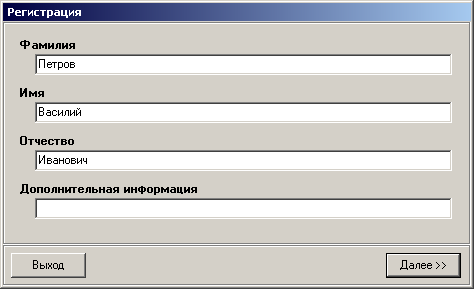 Регистрация
Фамилия
Петров
Имя
Василий
Отчество
Иванович
Дополнительная информация
Выход
Далее >>